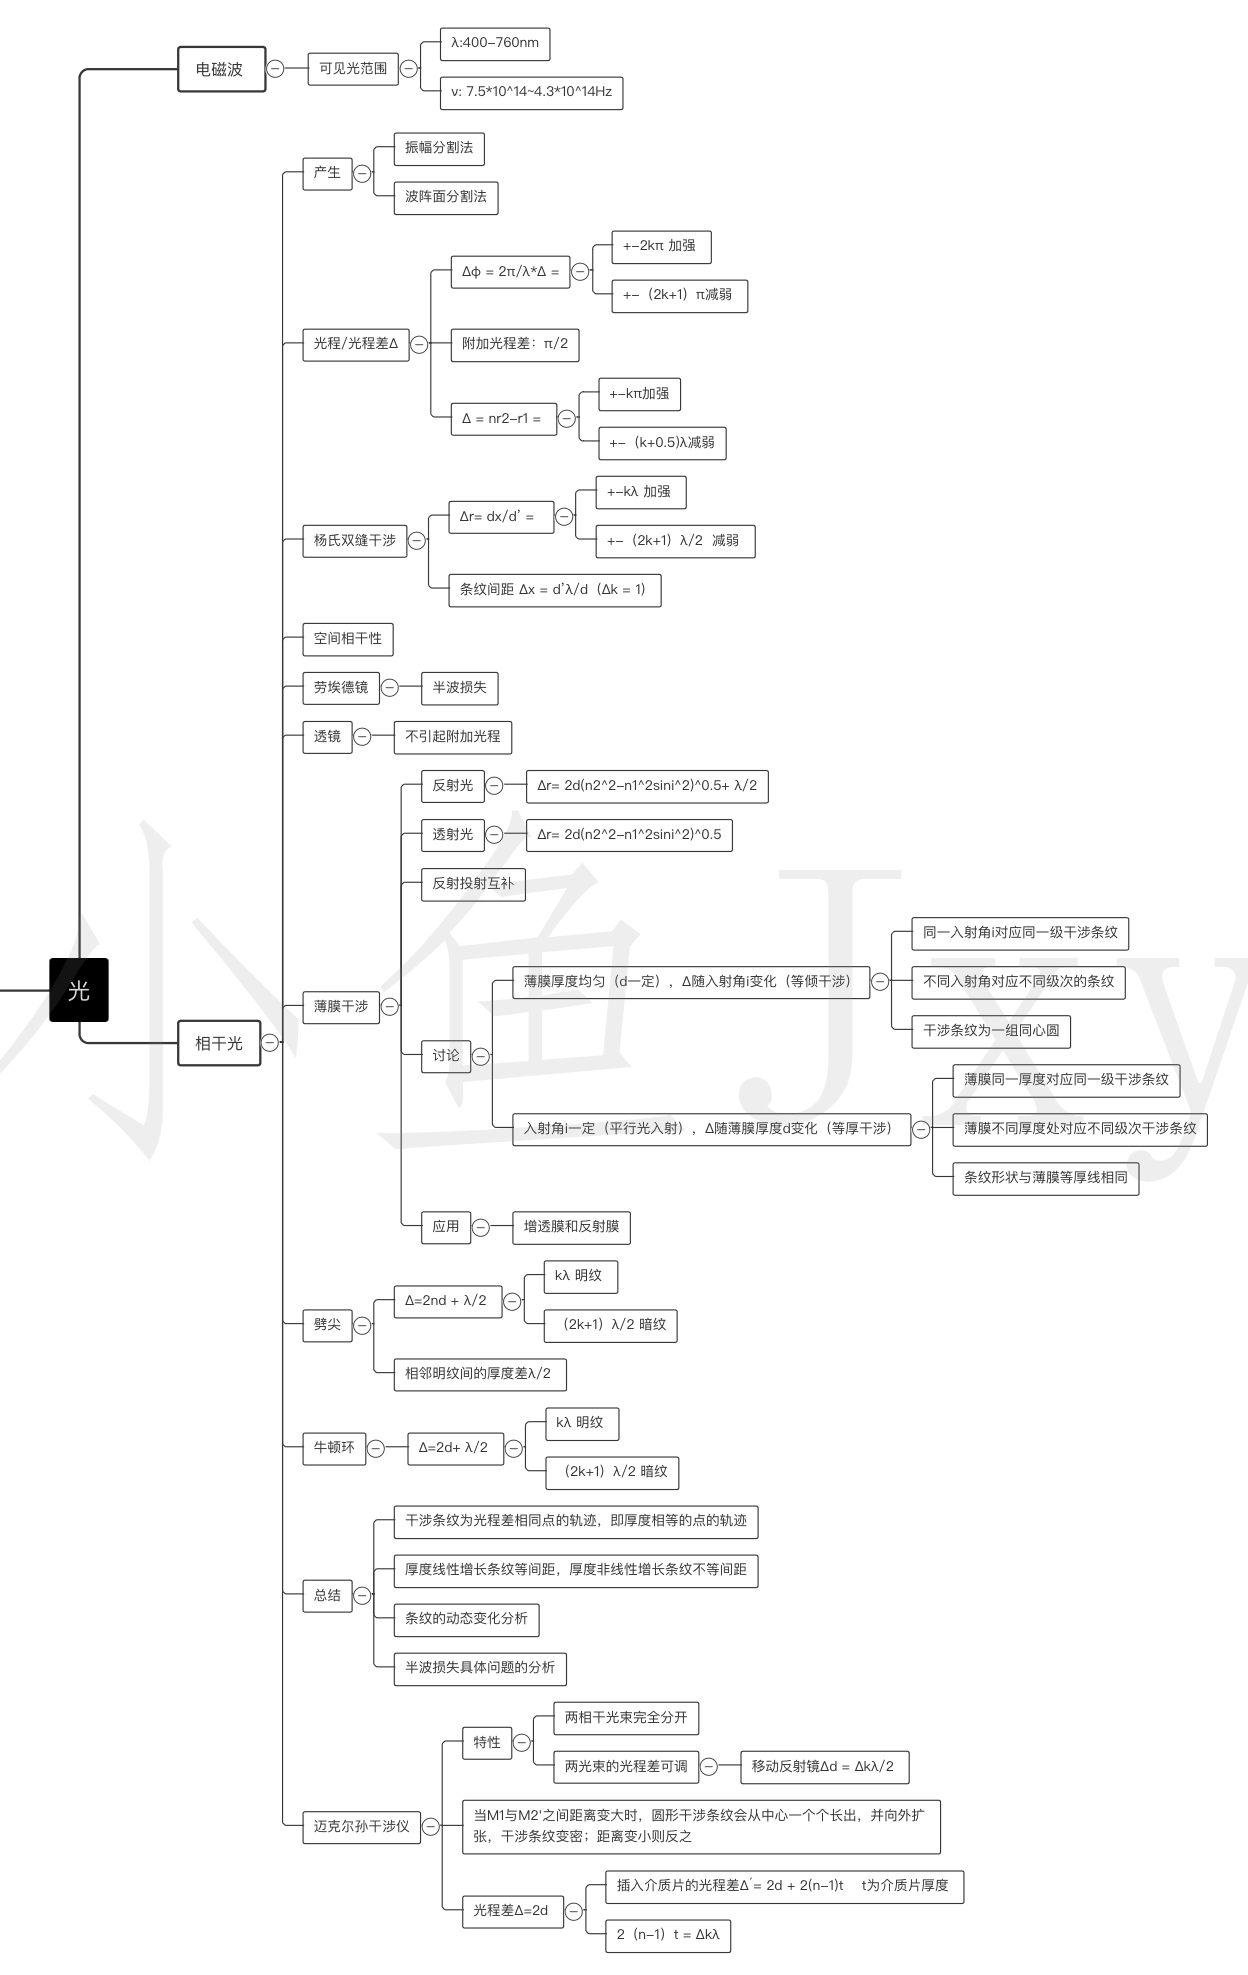 光
电磁波
可见光范围
λ:400-760nm
v: 7.5*10^14~4.3*10^14Hz
相干光
产生
振幅分割法
波阵面分割法
光程/光程差Δ
Δφ = 2π/λ*Δ =
+-2kπ 加强
+-（2k+1）π减弱
附加光程差：π/2
Δ = nr2-r1 =
+-kπ加强
+-（k+0.5)λ减弱
杨氏双缝干涉
Δr= dx/d' =
+-kλ 加强
+-（2k+1）λ/2 减弱
条纹间距 Δx = d'λ/d（Δk = 1）
空间相干性
劳埃德镜
半波损失
透镜
不引起附加光程
薄膜干涉
反射光
Δr= 2d(n2^2-n1^2sini^2)^0.5+ λ/2
透射光
Δr= 2d(n2^2-n1^2sini^2)^0.5
反射投射互补
讨论
薄膜厚度均匀（d一定），Δ随入射角i变化（等倾干涉）
同一入射角i对应同一级干涉条纹
不同入射角对应不同级次的条纹
干涉条纹为一组同心圆
入射角i一定（平行光入射），Δ随薄膜厚度d变化（等厚干涉）
薄膜同一厚度对应同一级干涉条纹
薄膜不同厚度处对应不同级次干涉条纹
条纹形状与薄膜等厚线相同
应用
增透膜和反射膜
劈尖
Δ=2nd + λ/2
kλ 明纹
（2k+1）λ/2 暗纹
相邻明纹间的厚度差λ/2
牛顿环
Δ=2d+ λ/2
kλ 明纹
（2k+1）λ/2 暗纹
总结
干涉条纹为光程差相同点的轨迹，即厚度相等的点的轨迹
厚度线性增长条纹等间距，厚度非线性增长条纹不等间距
条纹的动态变化分析
半波损失具体问题的分析
迈克尔孙干涉仪
特性
两相干光束完全分开
两光束的光程差可调
移动反射镜Δd = Δkλ/2
当M1与M2'之间距离变大时，圆形干涉条纹会从中心一个个长出，并向外扩
张，干涉条纹变密；距离变小则反之
光程差Δ=2d
插入介质片的光程差Δ´= 2d + 2(n-1)t t为介质片厚度
2（n-1）t = Δkλ
小鱼Jxy